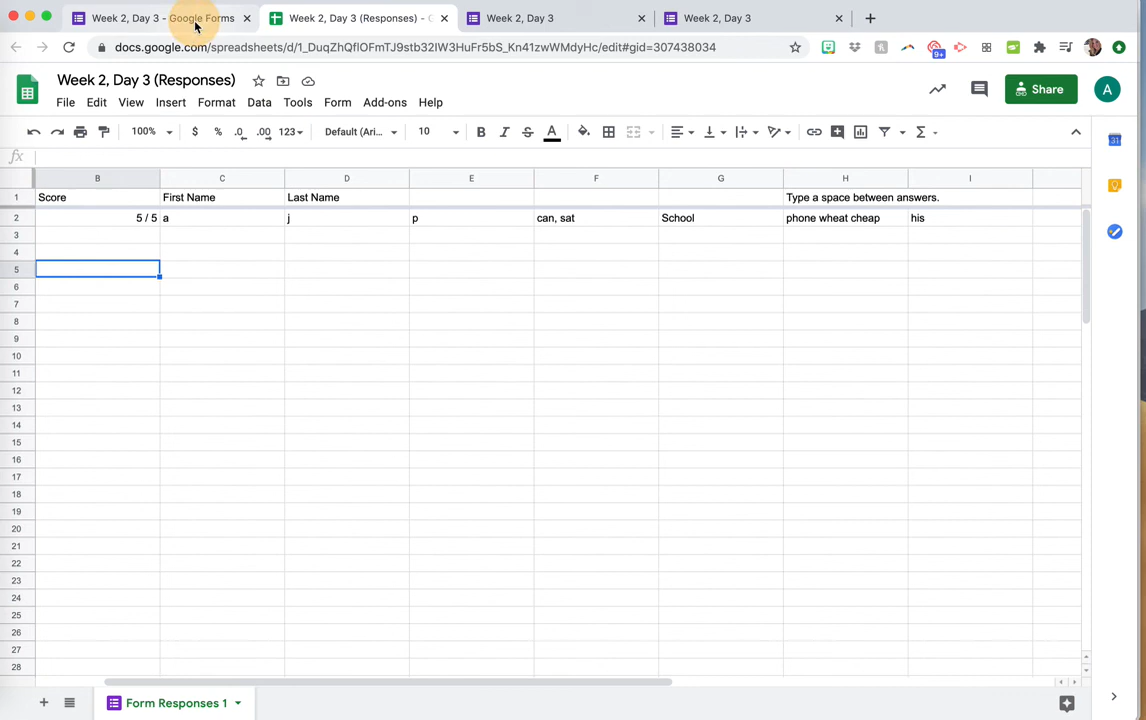 Week 2, Day 3 - Google Forms
Week 2, Day 3 (Responses) - G
Week 2, Day 3
Week 2, Day 3
docs.google.com/spreadsheets/d/1_DuqZhQflOFmTJ9stb32IW3HuFr5bS_Kn41zwWMdyHc/edit#gid=307438034
9+
Week 2, Day 3 (Responses)
File Edit View Insert Format Data Tools Form Add-ons Help
Share
A
100% $ % .0 .00 123 Default (Ari... 10 B I S A Σ
31
fx
B C D E F G H I
1 Score First Name Last Name Type a space between answers.
2 5 / 5 a j p can, sat School phone wheat cheap his
3
4
5
6
7
8
9
10
11
12
13
14
15
16
17
18
19
20
21
22
23
24
25
26
27
28
Form Responses 1